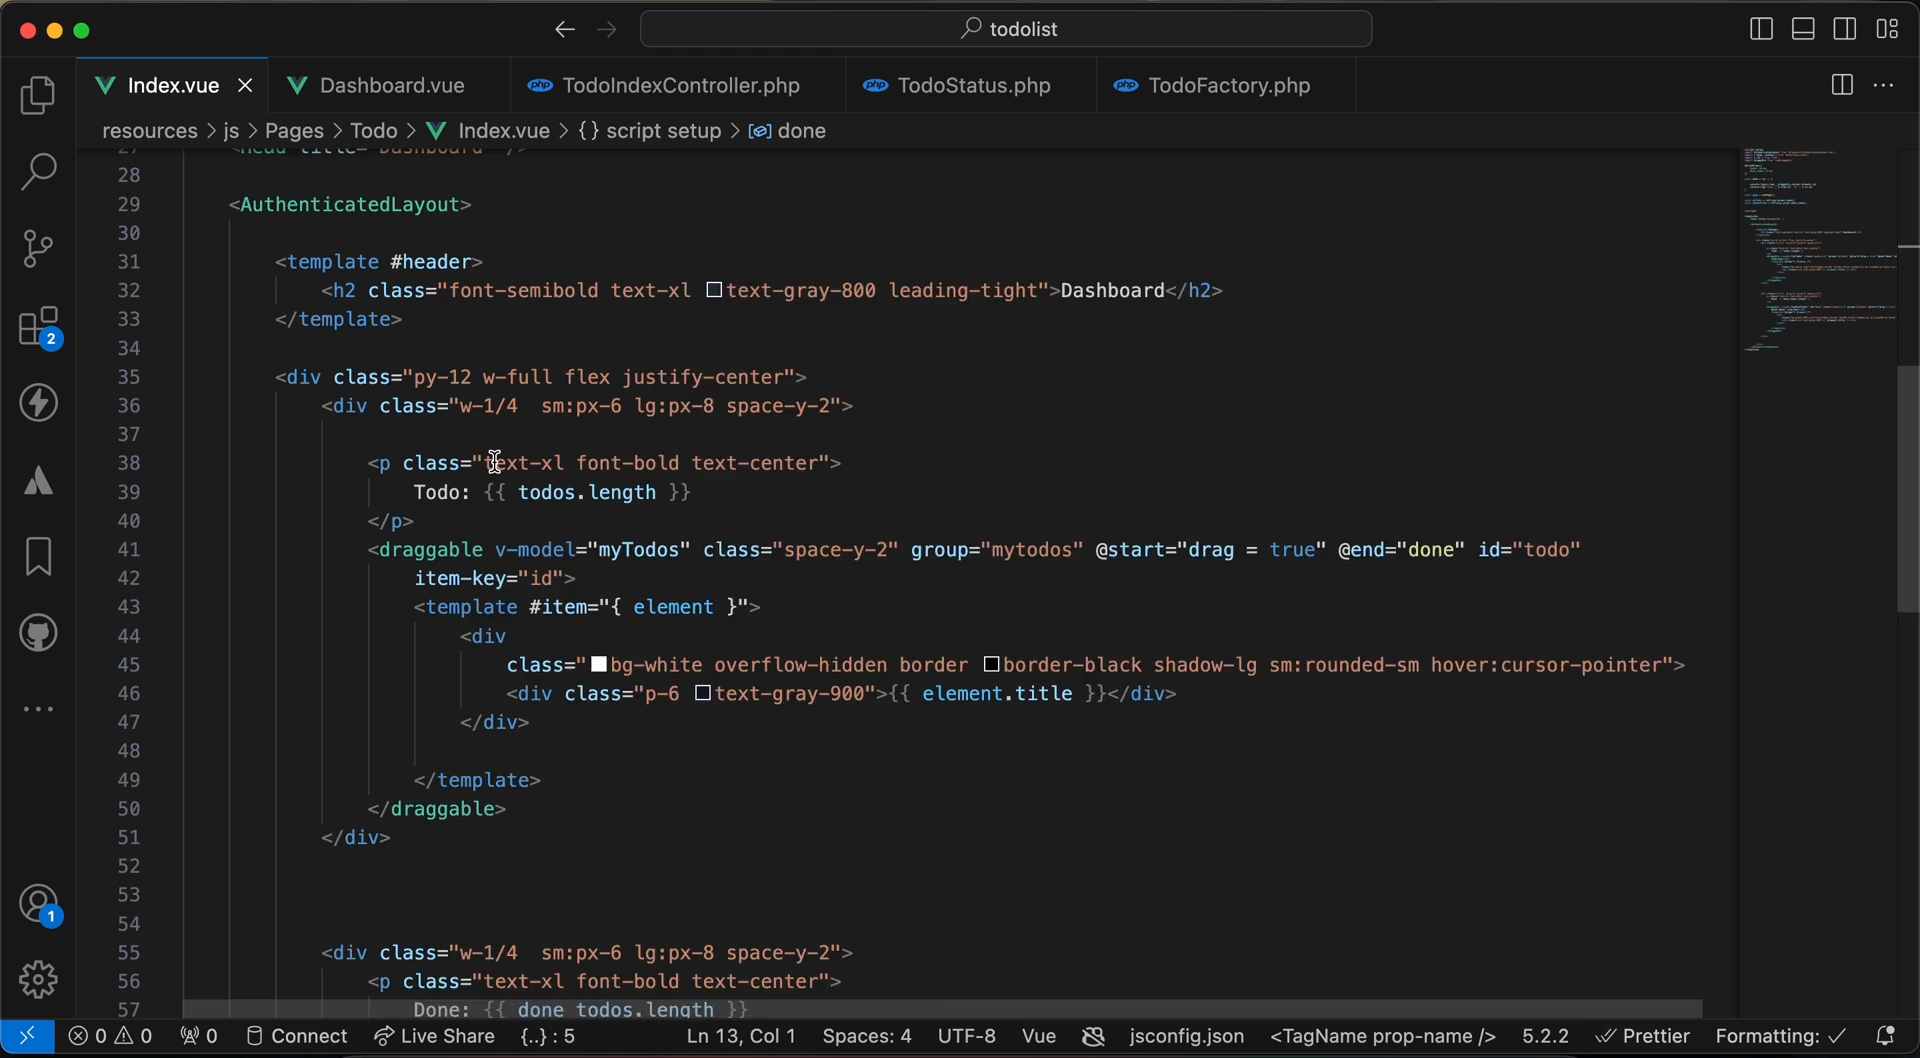 todolist
Index.vue
Dashboard.vue
TodoIndexController.php
TodoStatus.php
TodoFactory.php
resources > js > Pages > Todo > Index.vue > {} script setup > done
28
29 <AuthenticatedLayout>
30
31 <template #header>
32 <h2 class="font-semibold text-xl text-gray-800 leading-tight">Dashboard</h2>
33 </template>
34
35 <div class="py-12 w-full flex justify-center">
36 <div class="w-1/4  sm:px-6 lg:px-8 space-y-2">
37
38 <p class="text-xl font-bold text-center">
39 Todo: {{ todos.length }}
40 </p>
41 <draggable v-model="myTodos" class="space-y-2" group="mytodos" @start="drag = true" @end="done" id="todo"
42 item-key="id">
43 <template #item="{ element }">
44 <div
45 class="bg-white overflow-hidden border border-black shadow-lg sm:rounded-sm hover:cursor-pointer">
46 <div class="p-6 text-gray-900">{{ element.title }}</div>
47 </div>
48
49 </template>
50 </draggable>
51 </div>
52
53
54
55 <div class="w-1/4  sm:px-6 lg:px-8 space-y-2">
56 <p class="text-xl font-bold text-center">
57 Done: {{ done_todos.length }}
2
1
0 0 0 Connect Live Share {..} : 5 Ln 13, Col 1 Spaces: 4 UTF-8 Vue jsconfig.json <TagName prop-name /> 5.2.2 Prettier Formatting: ✓